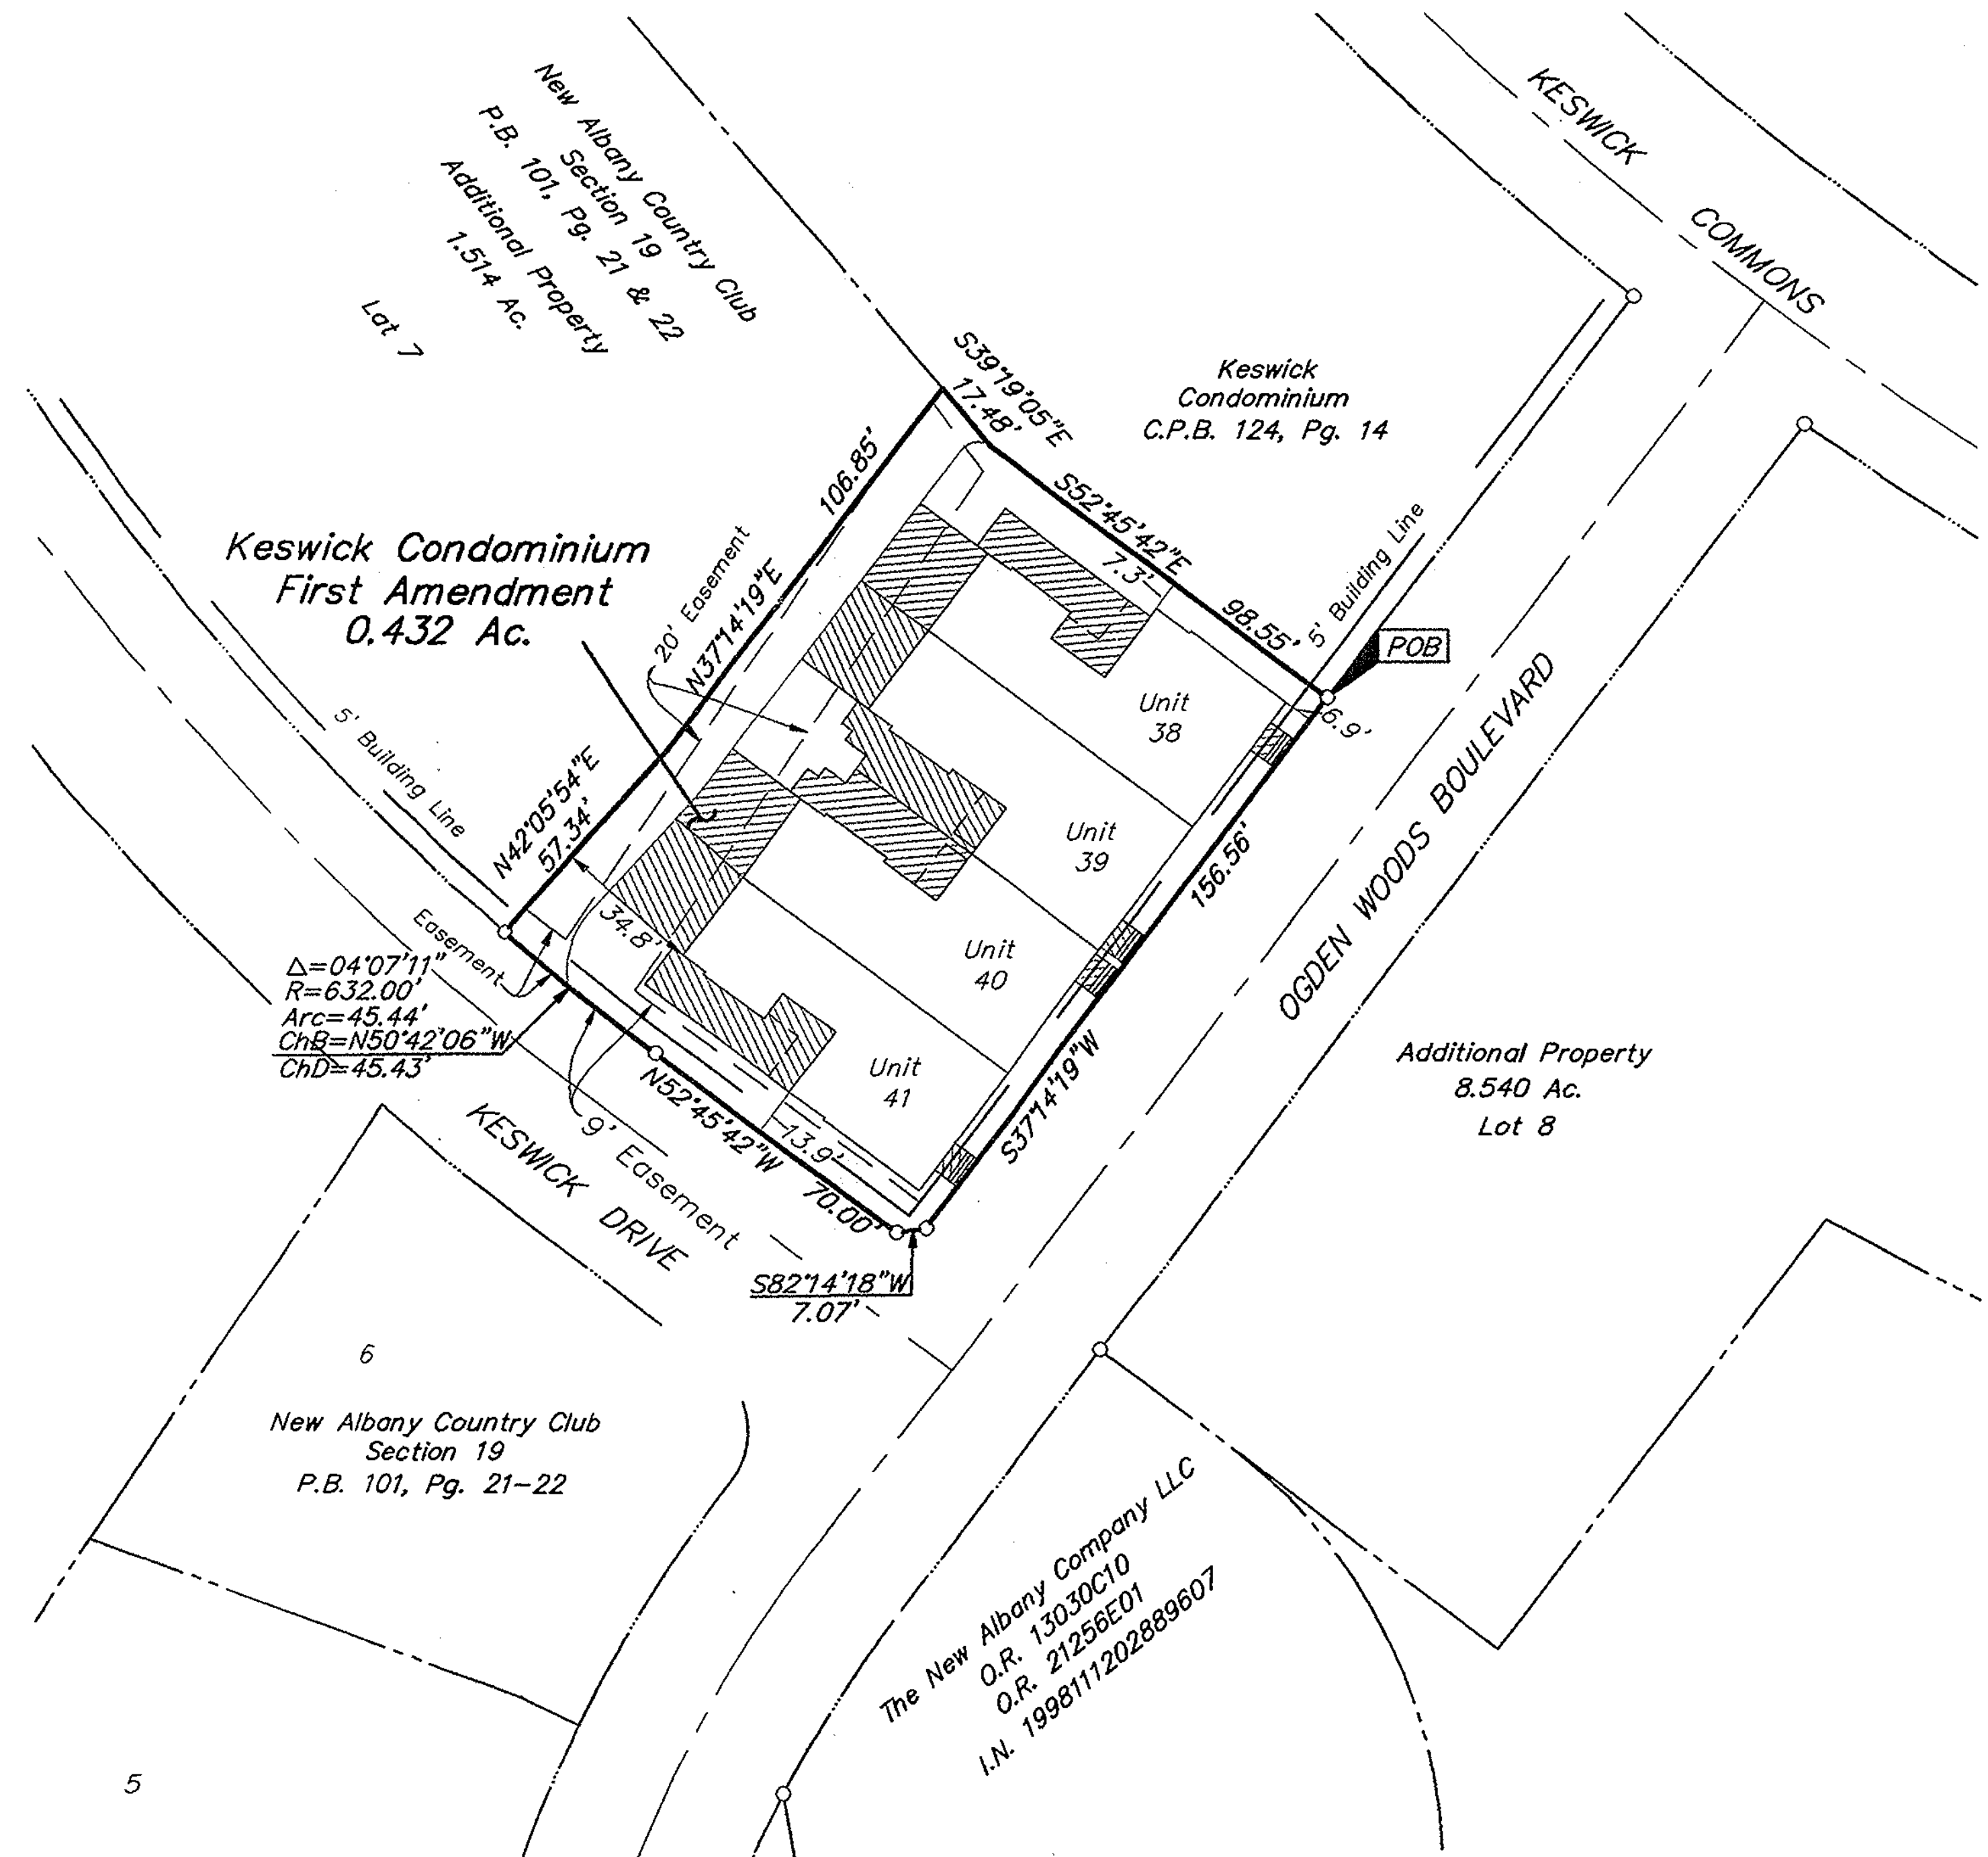 KESWICK
COMMONS
New Albany Country Club
Section 19
P.B. 101, Pg. 21 & 22
Additional Property
1.514 Ac.
Lot 7
S39°19'05"E
17.48'
Keswick
Condominium
C.P.B. 124, Pg. 14
106.85'
N37°14'19"E
S52°45'42"E
98.55'
7.3'
5' Building Line
POB
6.9'
Keswick Condominium
First Amendment
0.432 Ac.
20' Easement
Unit
38
Unit
39
Unit
40
Unit
41
5' Building Line
N42°05'54"E
57.34'
34.8'
156.56'
S37°14'19"W
OGDEN WOODS BOULEVARD
Easement
Δ=04°07'11"
R=632.00'
Arc=45.44'
ChB=N50°42'06"W
ChD=45.43'
N52°45'42"W
70.00'
13.9'
9' Easement
KESWICK DRIVE
S82°14'18"W
7.07'
Additional Property
8.540 Ac.
Lot 8
6
New Albany Country Club
Section 19
P.B. 101, Pg. 21-22
The New Albany Company LLC
O.R. 13030C10
O.R. 21256E01
I.N. 199811120289607
5